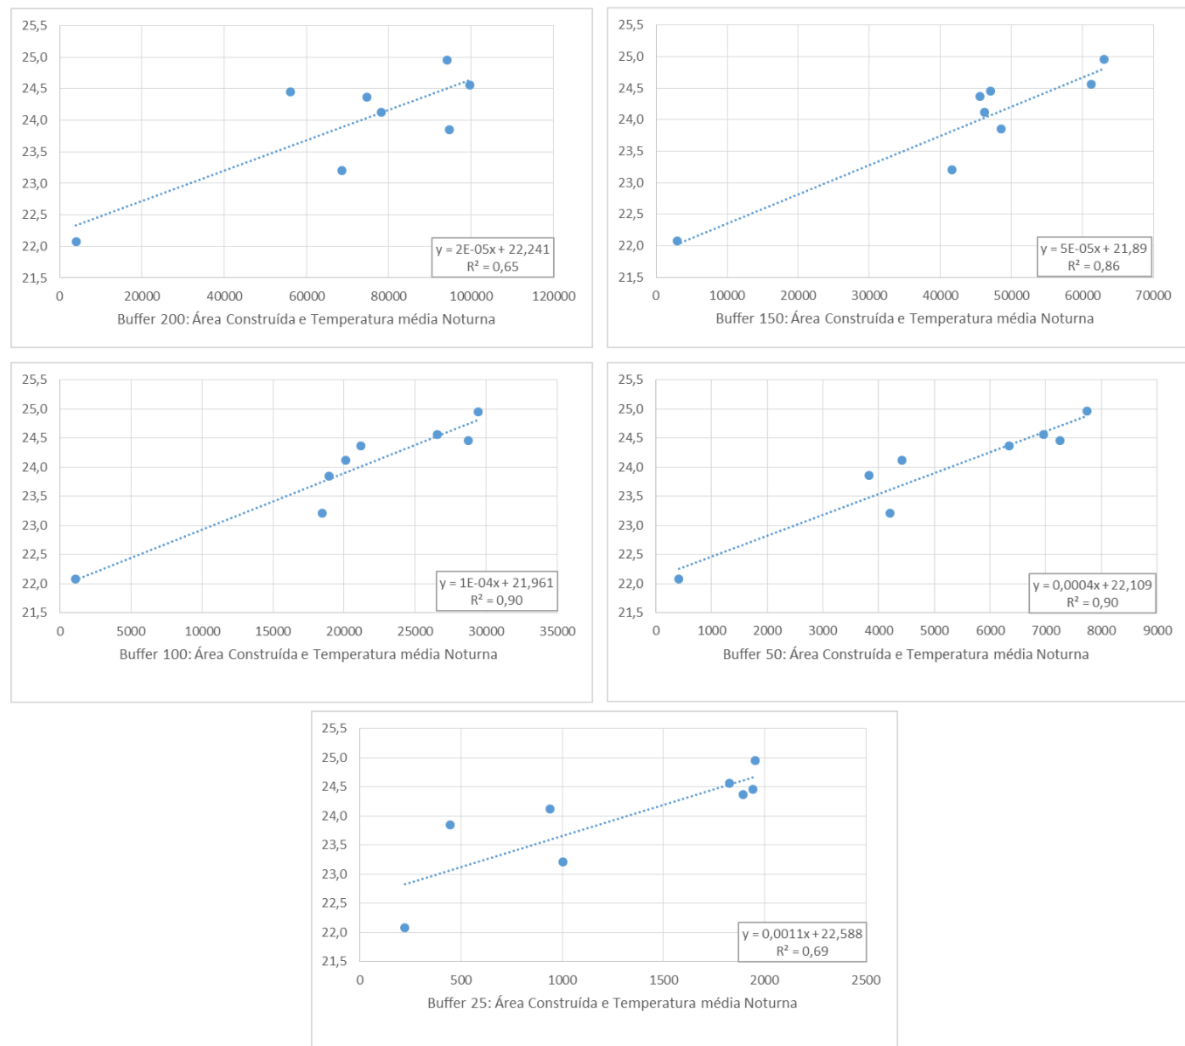 25,5
25,0
24,5
24,0
23,5
23,0
22,5
22,0
21,5
y = 2E-05x + 22,241
R² = 0,65
0 20000 40000 60000 80000 100000 120000
Buffer 200: Área Construída e Temperatura média Noturna
25,5
25,0
24,5
24,0
23,5
23,0
22,5
22,0
21,5
y = 5E-05x + 21,89
R² = 0,86
0 10000 20000 30000 40000 50000 60000 70000
Buffer 150: Área Construída e Temperatura média Noturna
25,5
25,0
24,5
24,0
23,5
23,0
22,5
22,0
21,5
y = 1E-04x + 21,961
R² = 0,90
0 5000 10000 15000 20000 25000 30000 35000
Buffer 100: Área Construída e Temperatura média Noturna
25,5
25,0
24,5
24,0
23,5
23,0
22,5
22,0
21,5
y = 0,0004x + 22,109
R² = 0,90
0 1000 2000 3000 4000 5000 6000 7000 8000 9000
Buffer 50: Área Construída e Temperatura média Noturna
25,5
25,0
24,5
24,0
23,5
23,0
22,5
22,0
21,5
y = 0,0011x + 22,588
R² = 0,69
0 500 1000 1500 2000 2500
Buffer 25: Área Construída e Temperatura média Noturna